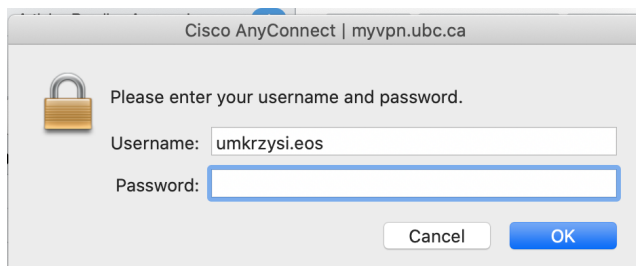 Cisco AnyConnect | myvpn.ubc.ca
Please enter your username and password.
Username: umkrzysi.eos
Password:
Cancel OK